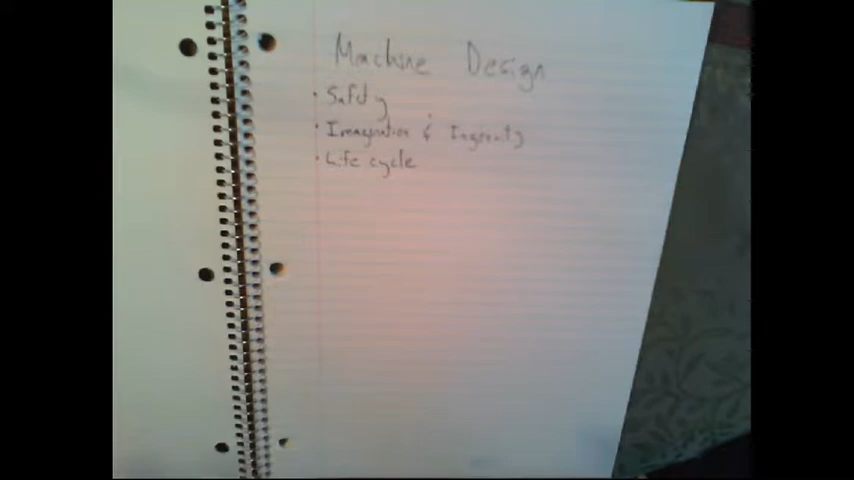 Machine Design
• Safety
• Imagination & Ingenuity
• Life cycle